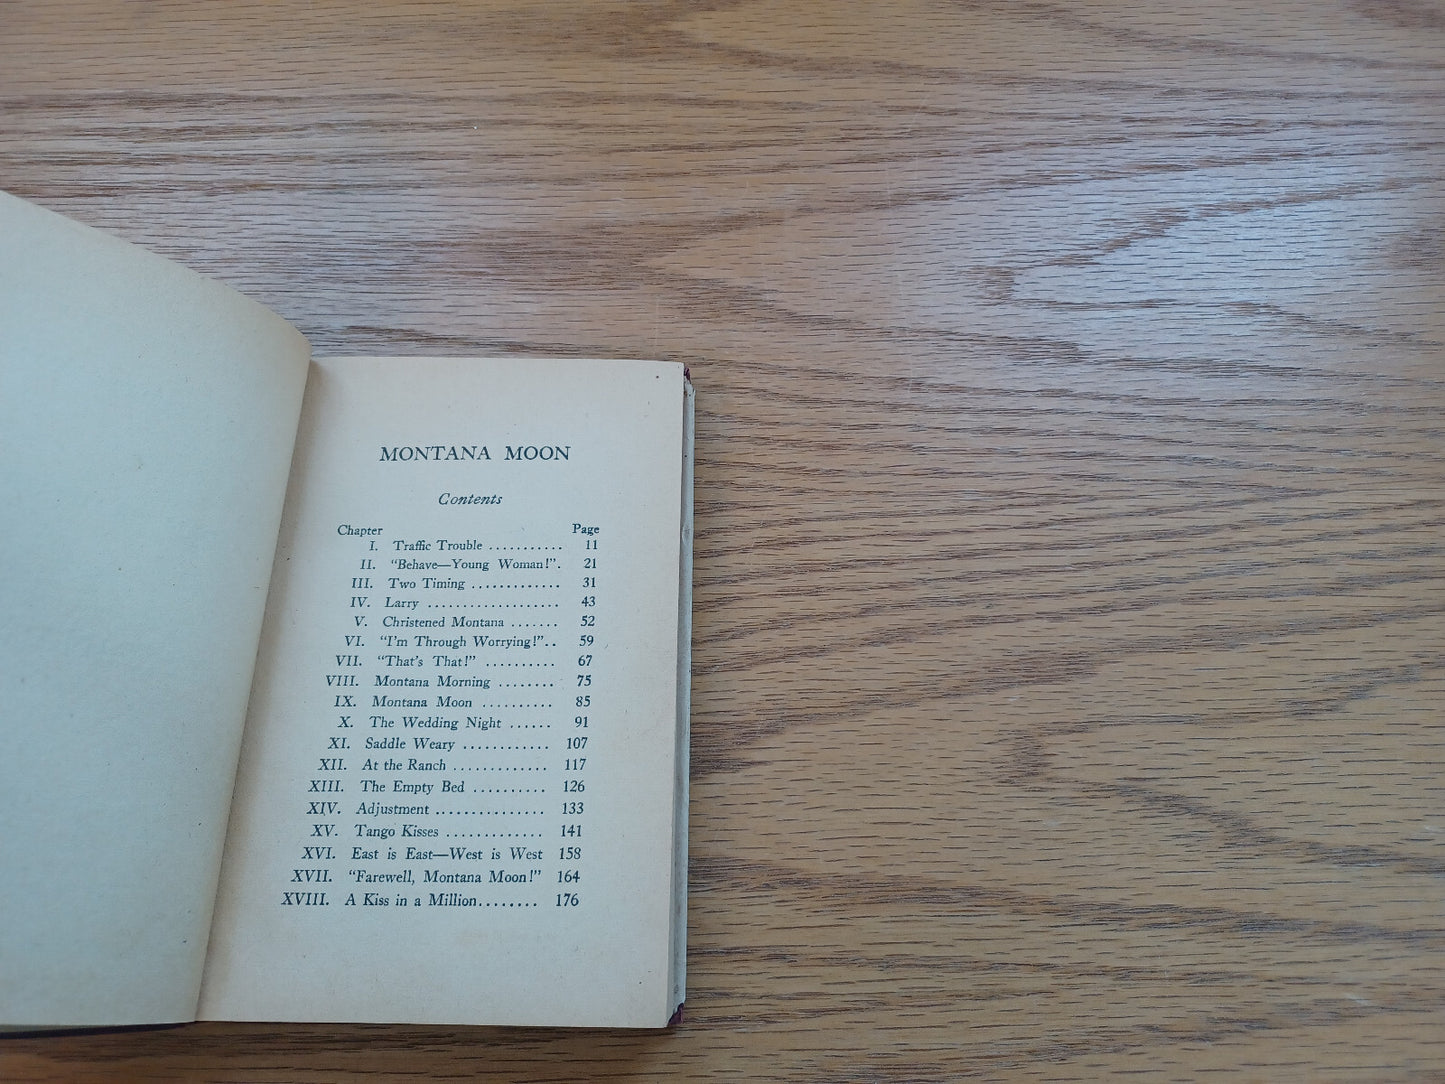 MONTANA MOON
Contents
Chapter Page
I. Traffic Trouble ........... 11
II. "Behave—Young Woman!". 21
III. Two Timing ............. 31
IV. Larry ................... 43
V. Christened Montana ....... 52
VI. "I'm Through Worrying!".. 59
VII. "That's That!" .......... 67
VIII. Montana Morning ........ 75
IX. Montana Moon .......... 85
X. The Wedding Night ...... 91
XI. Saddle Weary ............ 107
XII. At the Ranch ............. 117
XIII. The Empty Bed .......... 126
XIV. Adjustment ............... 133
XV. Tango Kisses ............. 141
XVI. East is East—West is West 158
XVII. "Farewell, Montana Moon!" 164
XVIII. A Kiss in a Million........ 176